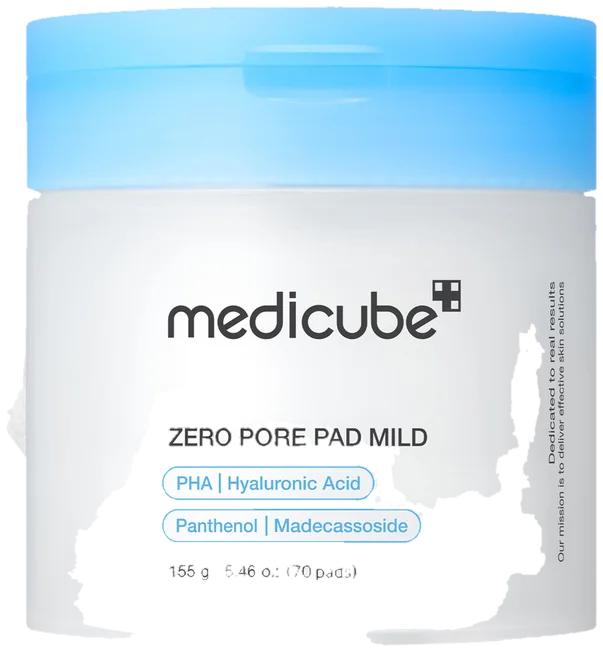 medicube
ZERO PORE PAD MILD
PHA | Hyaluronic Acid
Panthenol | Madecassoside
155 g 5.46 oz (70 pads)
Dedicated to real results
Our mission is to deliver effective skin solutions